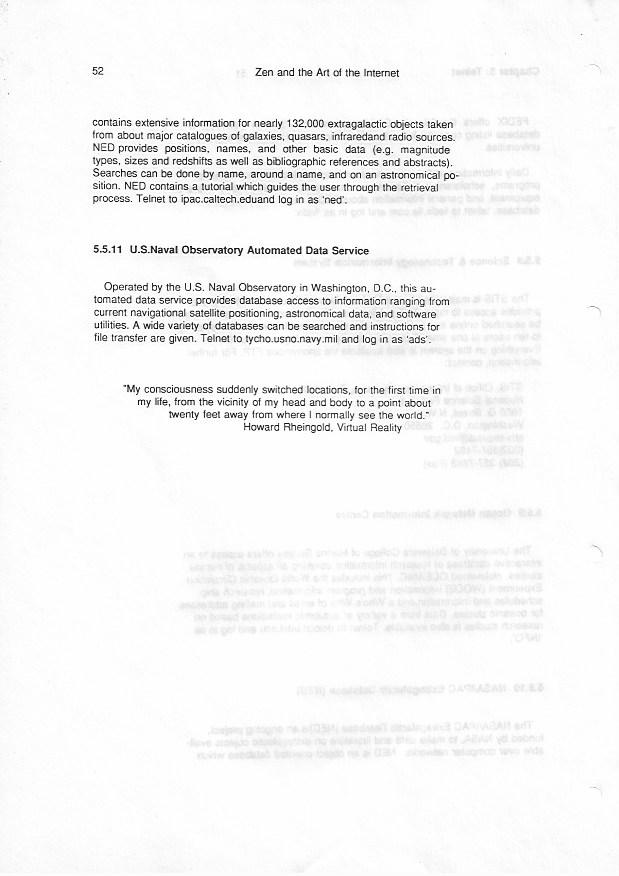 52 Zen and the Art of the Internet
contains extensive information for nearly 132,000 extragalactic objects taken
from about major catalogues of galaxies, quasars, infraredand radio sources.
NED provides positions, names, and other basic data (e.g. magnitude
types, sizes and redshifts as well as bibliographic references and abstracts).
Searches can be done by name, around a name, and on an astronomical po-
sition. NED contains a tutorial which guides the user through the retrieval
process. Telnet to ipac.caltech.eduand log in as 'ned'.
5.5.11 U.S.Naval Observatory Automated Data Service
Operated by the U.S. Naval Observatory in Washington, D.C., this au-
tomated data service provides database access to information ranging from
current navigational satellite positioning, astronomical data, and software
utilities. A wide variety of databases can be searched and instructions for
file transfer are given. Telnet to tycho.usno.navy.mil and log in as 'ads'.
"My consciousness suddenly switched locations, for the first time in
my life, from the vicinity of my head and body to a point about
twenty feet away from where I normally see the world."
Howard Rheingold, Virtual Reality